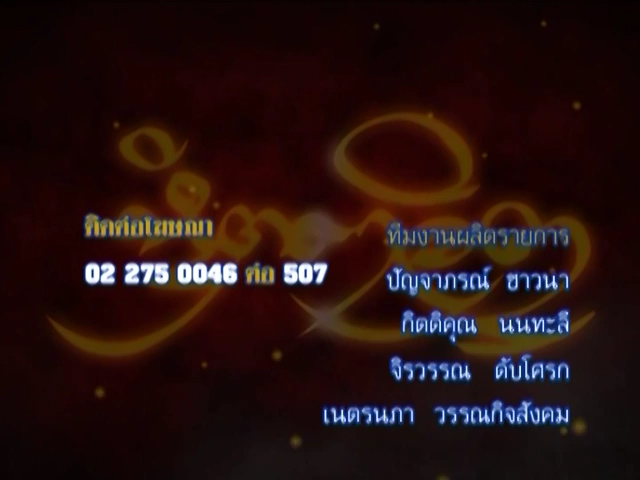 ติดต่อโฆษณา
02 275 0046 ต่อ 507
ทีมงานผลิตรายการ
ปัญจาภรณ์ ฮาวนา
กิตติคุณ นนทะสี
จิรวรรณ ดับโศรก
เนตรนภา วรรณกิจสังคม